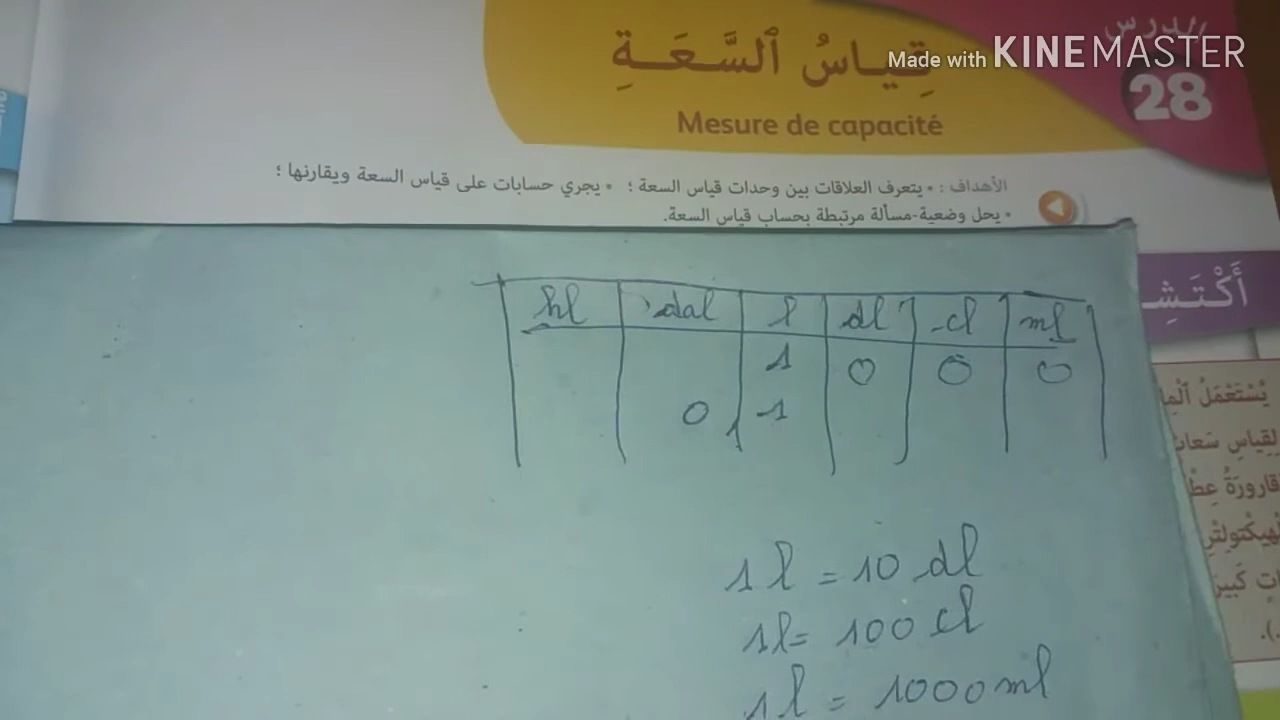 الدرس
28
Made with KINEMASTER
قِيَاسُ ٱلسَّعَةِ
Mesure de capacité
الأهداف : • يتعرف العلاقات بين وحدات قياس السعة ؛ • يجري حسابات على قياس السعة ويقارنها ؛
• يحل وضعية-مسألة مرتبطة بحساب قياس السعة.
hl dal l dl cl ml
1 0 0 0
0,1
1 l = 10 dl
1l = 100 cl
1 l = 1000 ml
يُسْتَعْمَلُ